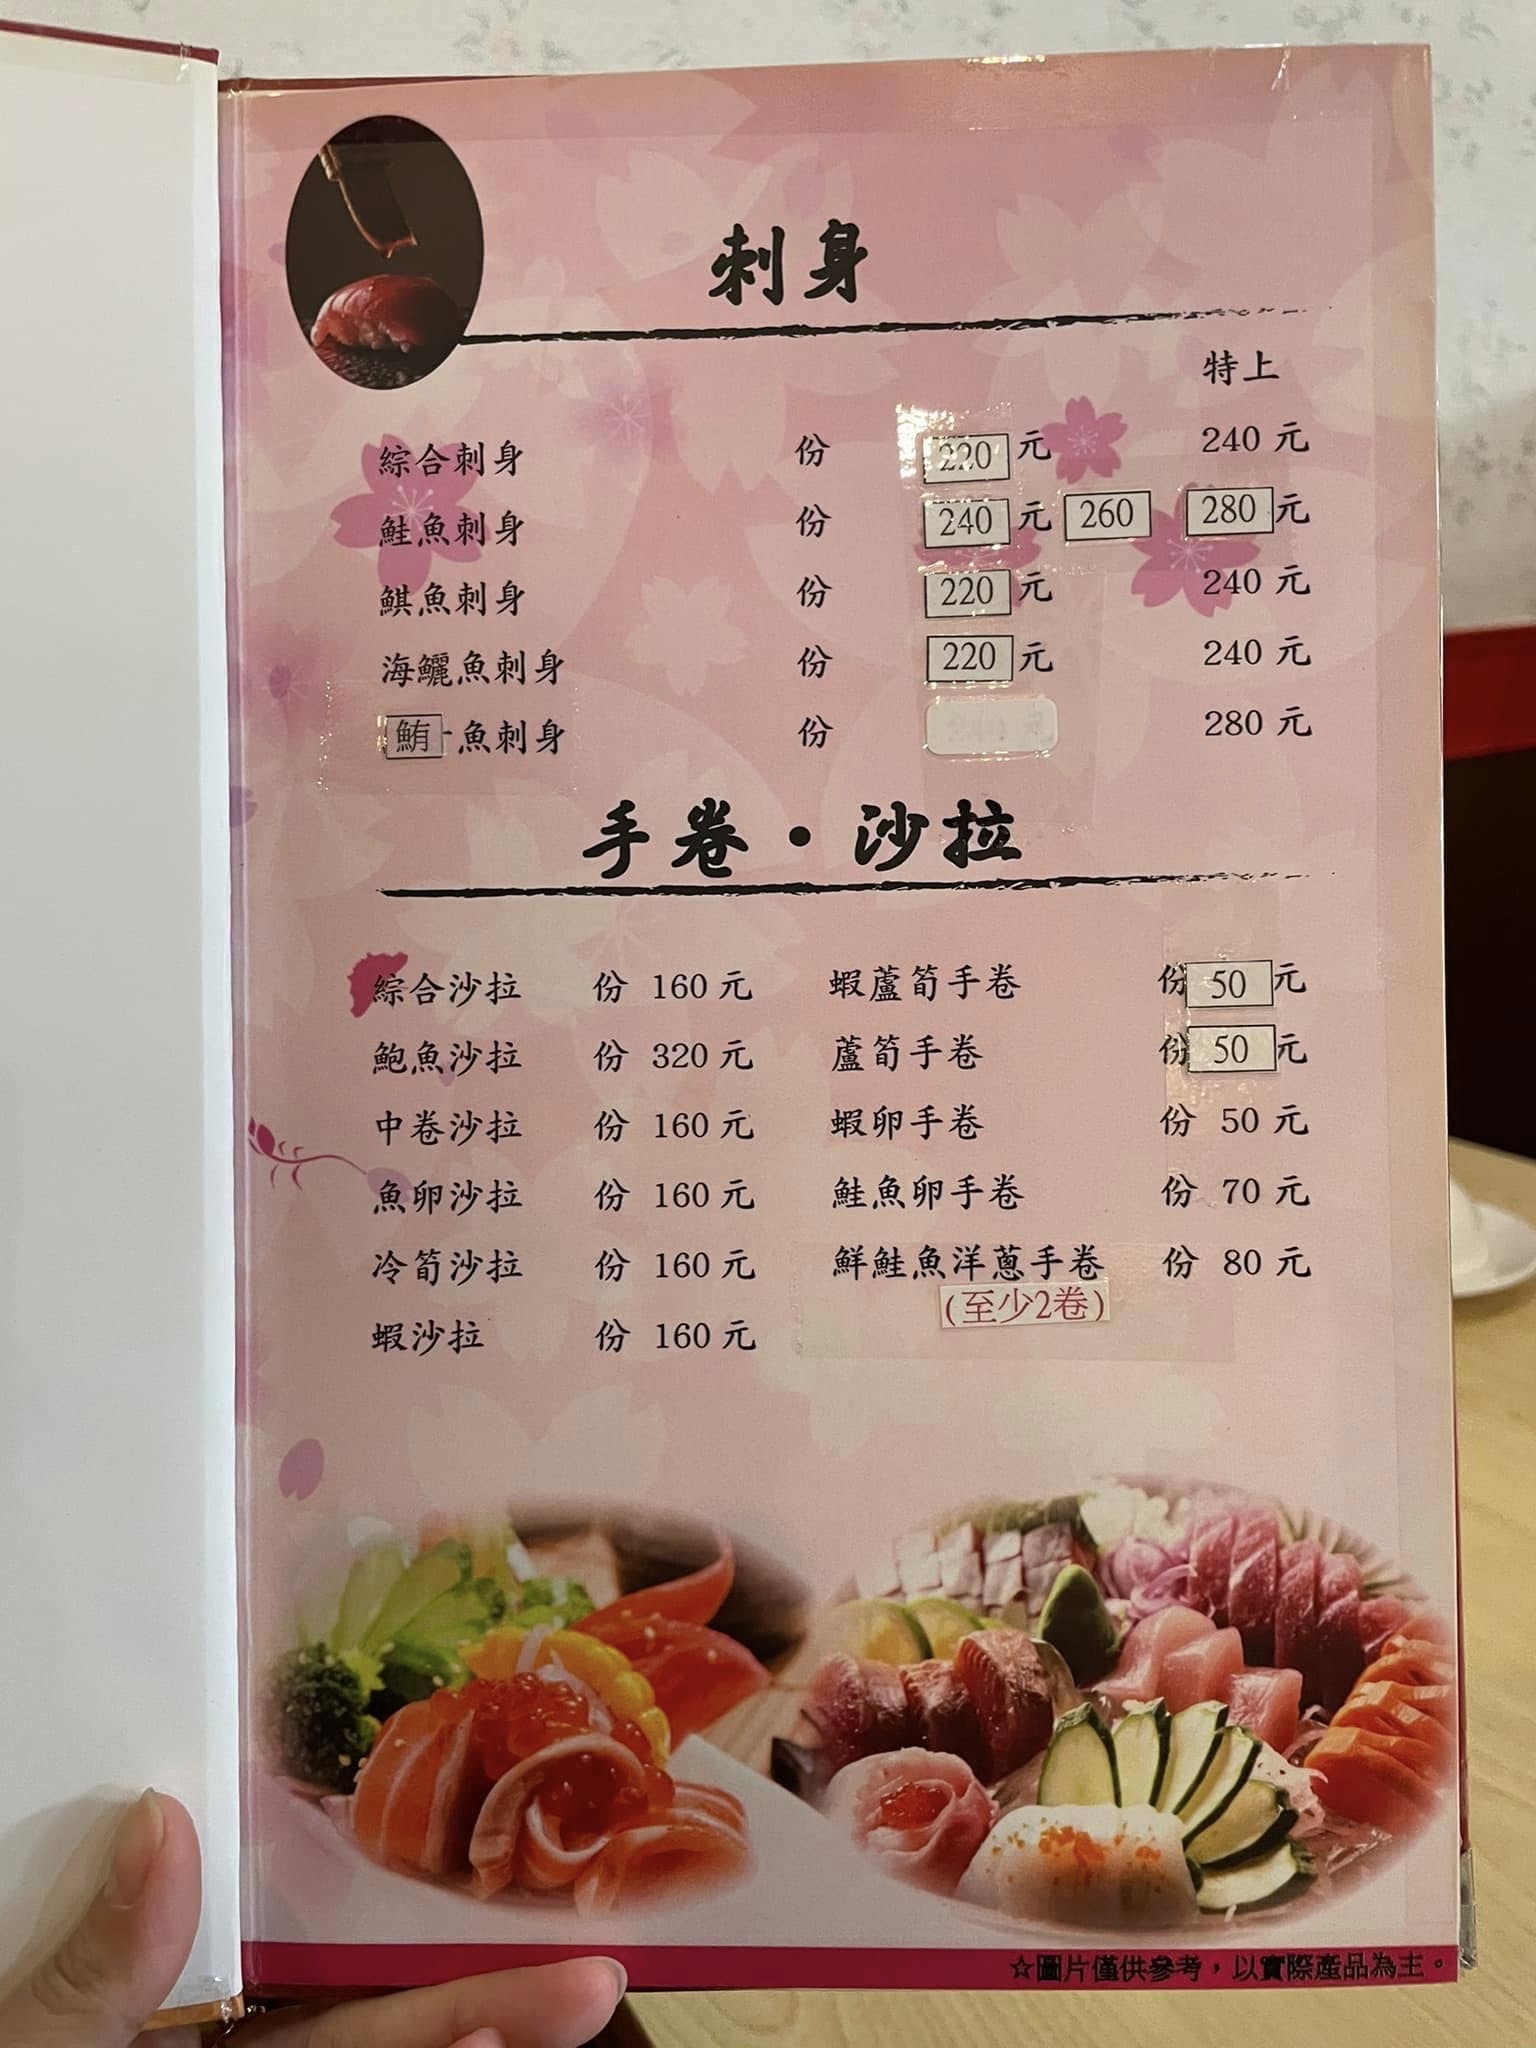 刺身
特上
綜合刺身 份 220 元 240 元
鮭魚刺身 份 240 元 260 280 元
鯕魚刺身 份 220 元 240 元
海鱺魚刺身 份 220 元 240 元
鮪魚刺身 份 280 元
手卷・沙拉
綜合沙拉 份 160 元 蝦蘆筍手卷 份 50 元
鮑魚沙拉 份 320 元 蘆筍手卷 份 50 元
中卷沙拉 份 160 元 蝦卵手卷 份 50 元
魚卵沙拉 份 160 元 鮭魚卵手卷 份 70 元
冷筍沙拉 份 160 元 鮮鮭魚洋蔥手卷 份 80 元
(至少2卷)
蝦沙拉 份 160 元
☆圖片僅供參考，以實際產品為主。